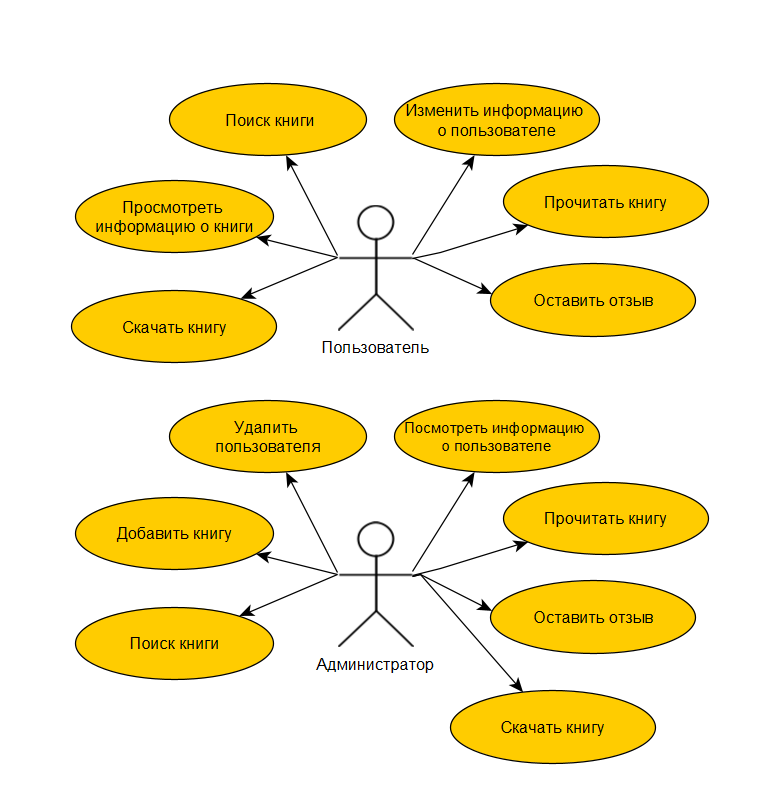 Поиск книги
Изменить информацию
о пользователе
Просмотреть
информацию о книги
Прочитать книгу
Скачать книгу
Оставить отзыв
Пользователь
Удалить
пользователя
Посмотреть информацию
о пользователе
Добавить книгу
Прочитать книгу
Поиск книги
Оставить отзыв
Администратор
Скачать книгу